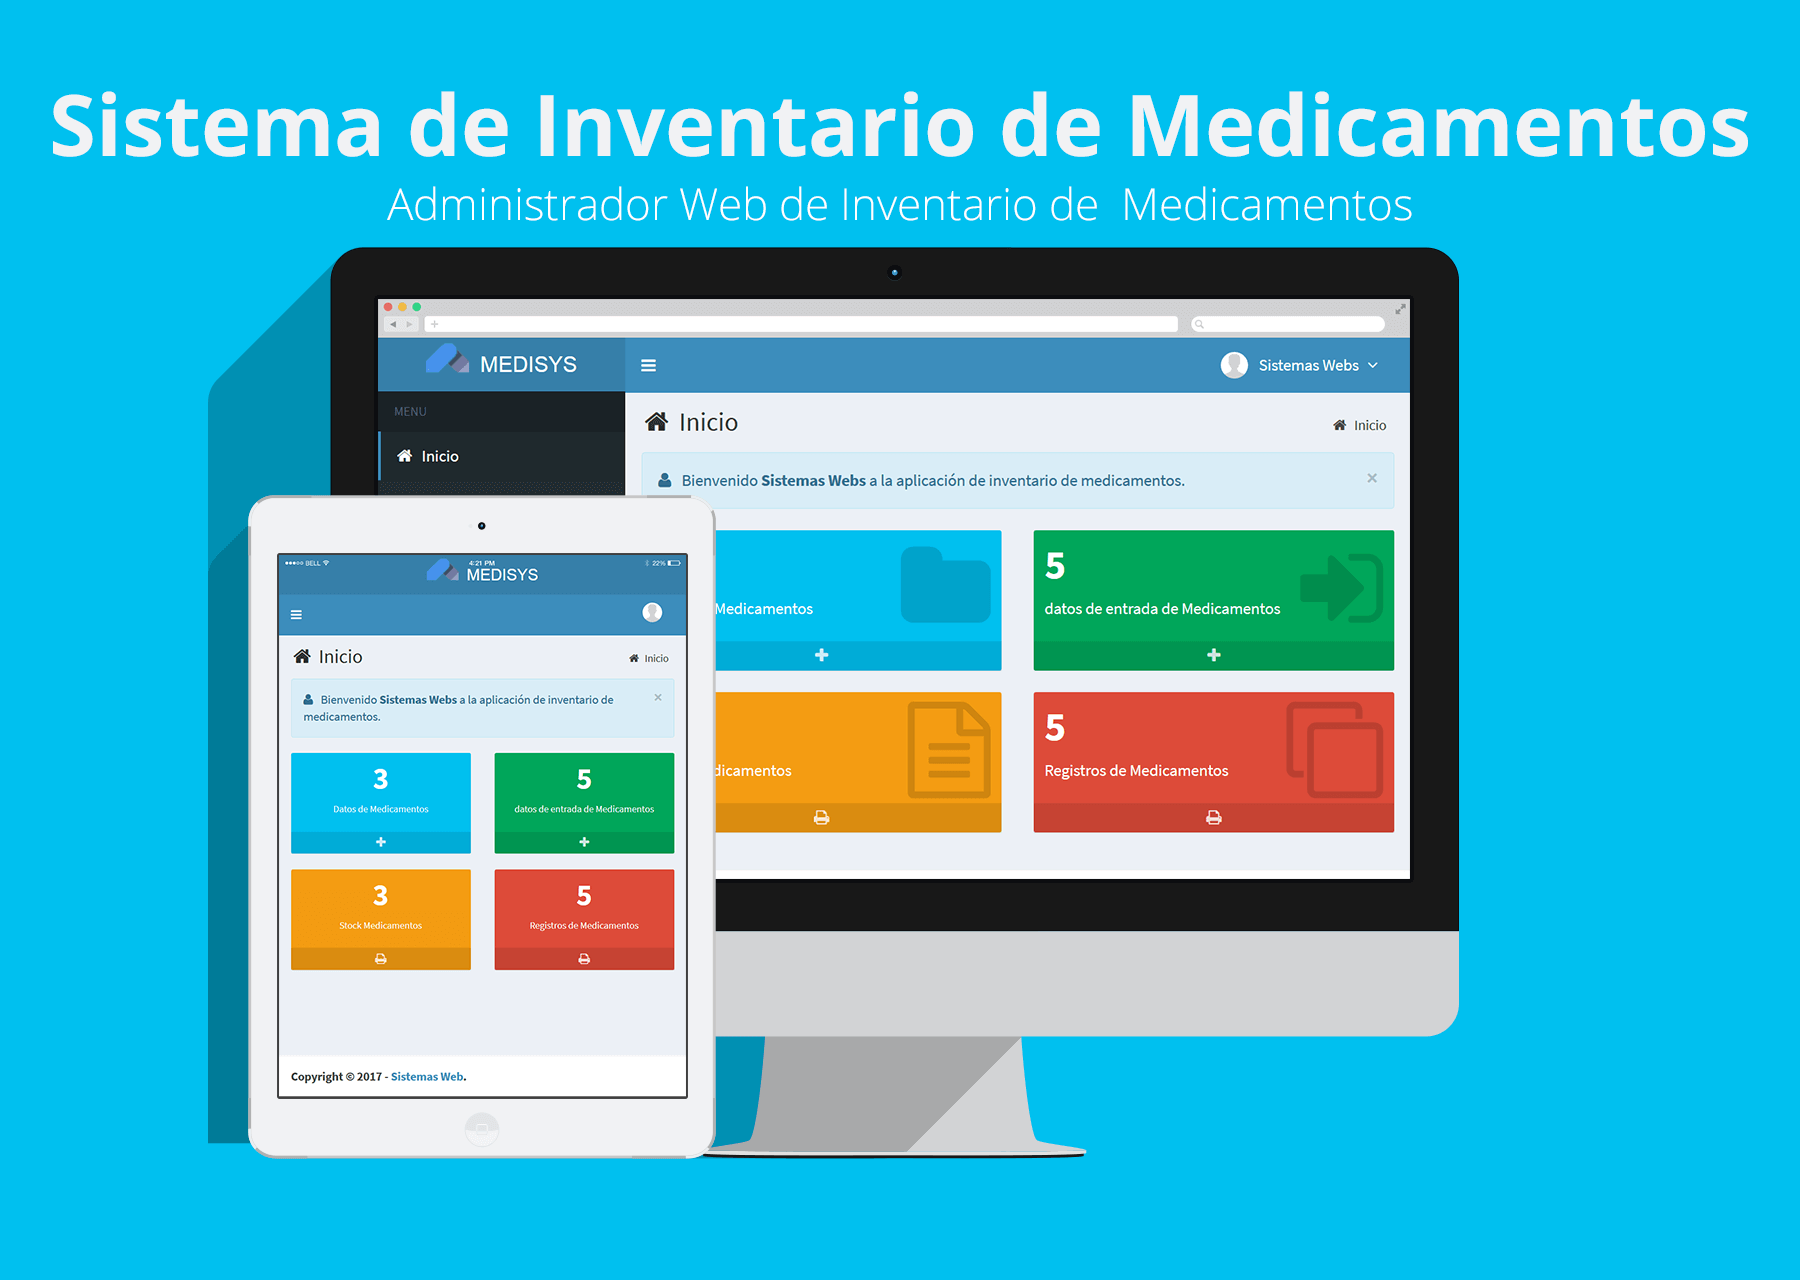 Sistema de Inventario de Medicamentos
Administrador Web de Inventario de Medicamentos
MEDISYS
Sistemas Webs
MENU
Inicio
Inicio
Inicio
Bienvenido Sistemas Webs a la aplicación de inventario de medicamentos.
Medicamentos
5
datos de entrada de Medicamentos
dicamentos
5
Registros de Medicamentos
BELL
4:21 PM
22%
MEDISYS
Inicio
Inicio
Bienvenido Sistemas Webs a la aplicación de inventario de
medicamentos.
3
Datos de Medicamentos
5
datos de entrada de Medicamentos
3
Stock Medicamentos
5
Registros de Medicamentos
Copyright © 2017 - Sistemas Web.